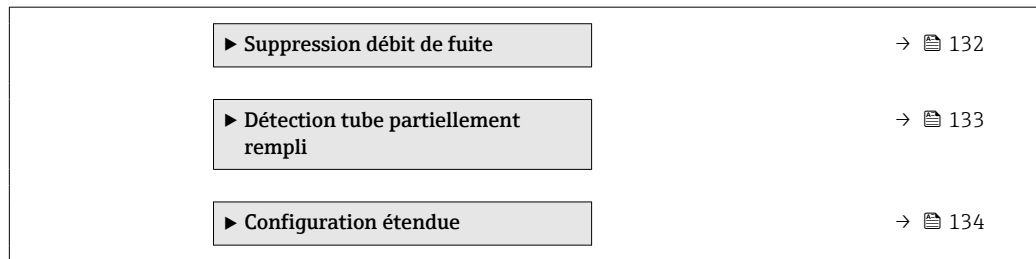 ▶ Suppression débit de fuite → 🖹 132
▶ Détection tube partiellement
rempli → 🖹 133
▶ Configuration étendue → 🖹 134